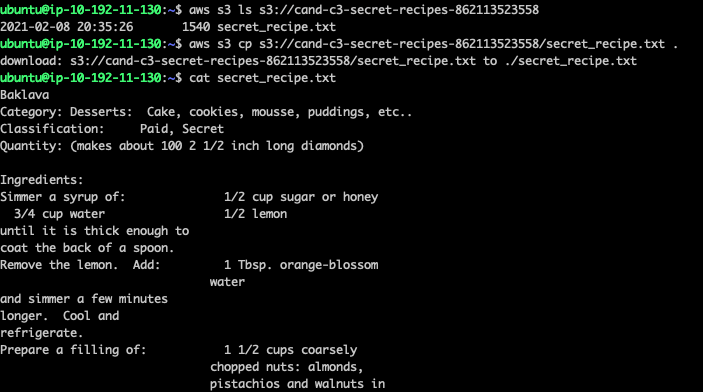 ubuntu@ip-10-192-11-130:~$ aws s3 ls s3://cand-c3-secret-recipes-862113523558
2021-02-08 20:35:26       1540 secret_recipe.txt
ubuntu@ip-10-192-11-130:~$ aws s3 cp s3://cand-c3-secret-recipes-862113523558/secret_recipe.txt .
download: s3://cand-c3-secret-recipes-862113523558/secret_recipe.txt to ./secret_recipe.txt
ubuntu@ip-10-192-11-130:~$ cat secret_recipe.txt
Baklava
Category: Desserts:  Cake, cookies, mousse, puddings, etc..
Classification:     Paid, Secret
Quantity: (makes about 100 2 1/2 inch long diamonds)

Ingredients:
Simmer a syrup of:              1/2 cup sugar or honey
  3/4 cup water                 1/2 lemon
until it is thick enough to
coat the back of a spoon.
Remove the lemon.  Add:         1 Tbsp. orange-blossom
                              water
and simmer a few minutes
longer.  Cool and
refrigerate.
Prepare a filling of:           1 1/2 cups coarsely
                              chopped nuts: almonds,
                              pistachios and walnuts in